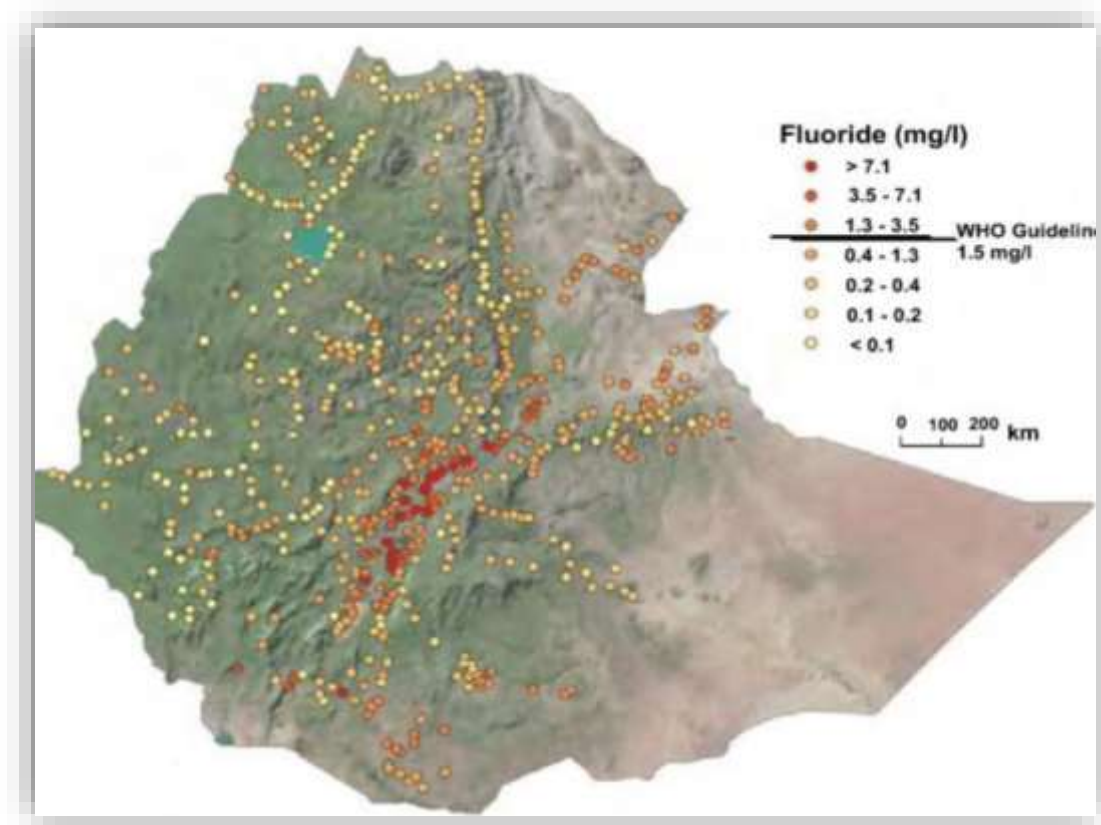 Fluoride (mg/l)
> 7.1
3.5 - 7.1
1.3 - 3.5
WHO Guidelin
1.5 mg/l
0.4 - 1.3
0.2 - 0.4
0.1 - 0.2
< 0.1
0 100 200 km